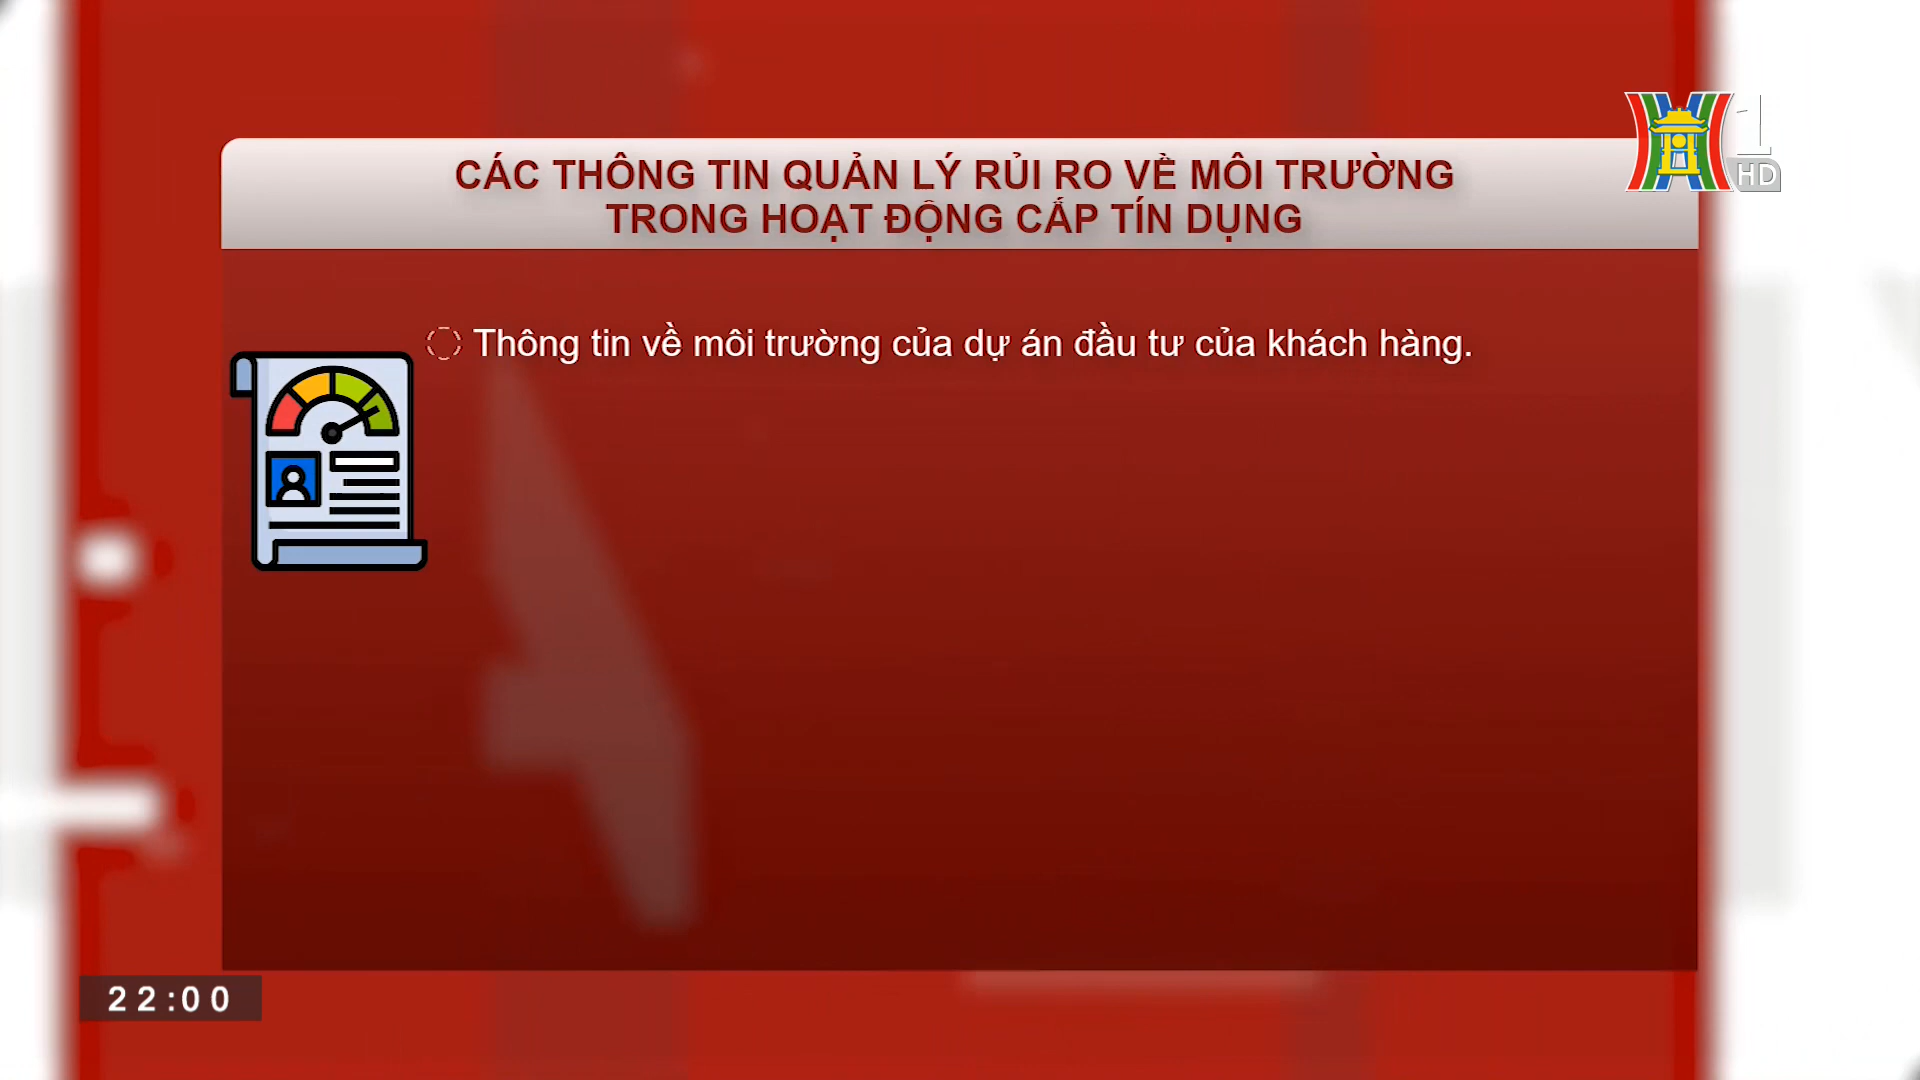 CÁC THÔNG TIN QUẢN LÝ RỦI RO VỀ MÔI TRƯỜNG
TRONG HOẠT ĐỘNG CẤP TÍN DỤNG
1
HD
Thông tin về môi trường của dự án đầu tư của khách hàng.
22:00